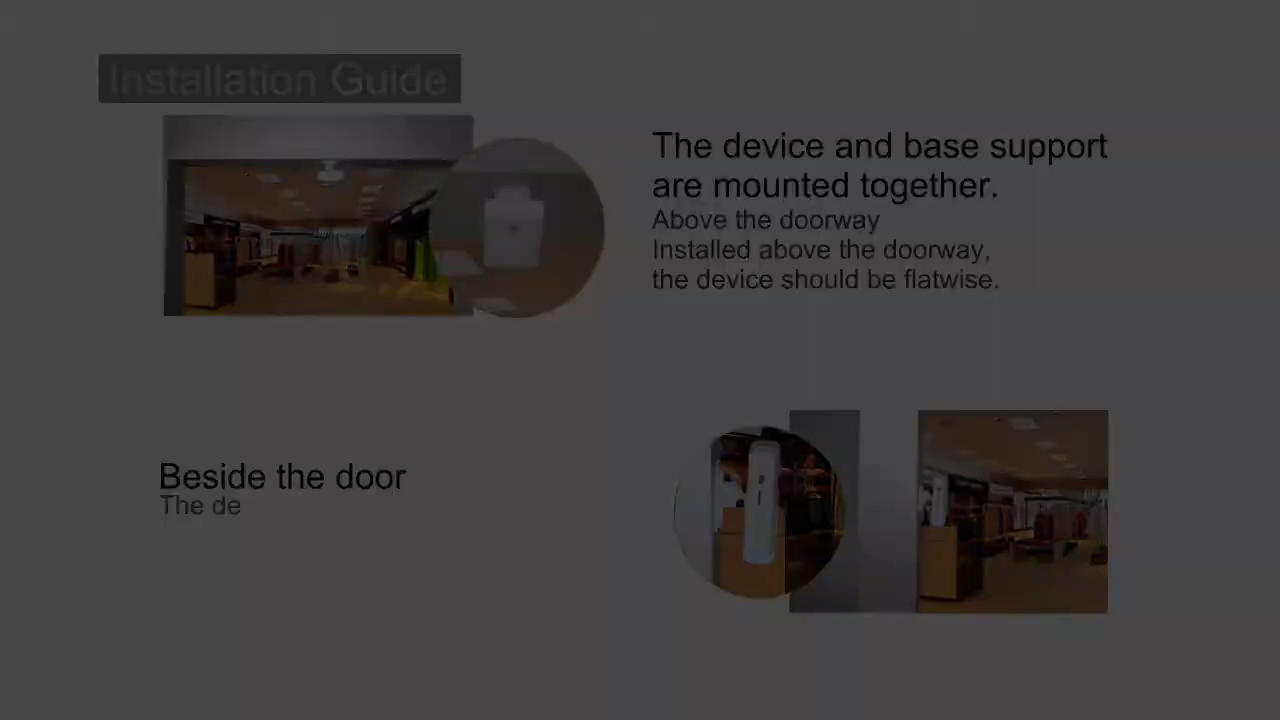 Installation Guide
The device and base support
are mounted together.
Above the doorway
Installed above the doorway,
the device should be flatwise.
Beside the door
The de